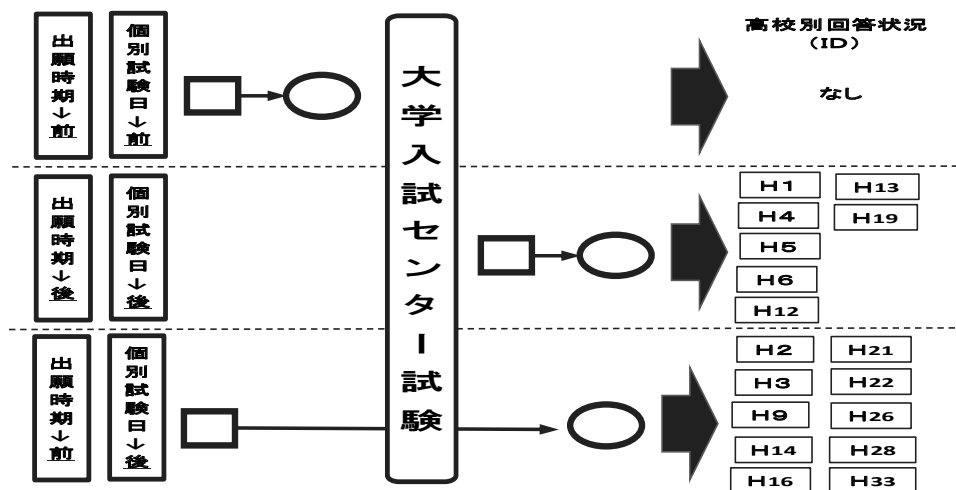 出願時期→前
個別試験日→前
大学入試センター試験
高校別回答状況
(ID)
なし
出願時期→後
個別試験日→後
H1
H13
H4
H19
H5
H6
H12
出願時期→前
個別試験日→後
H2
H21
H3
H22
H9
H26
H14
H28
H16
H33